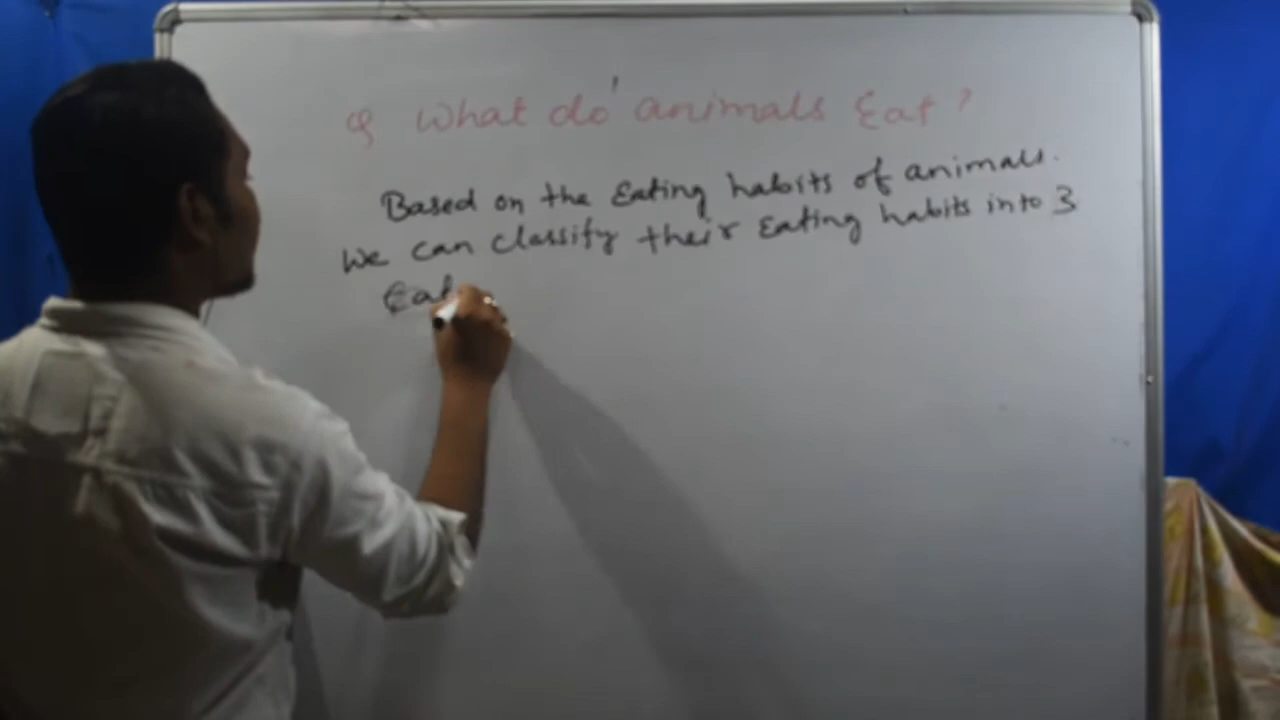 Q What do animals Eat ?
Based on the Eating habits of animals.
We can classify their Eating habits into 3
Eat